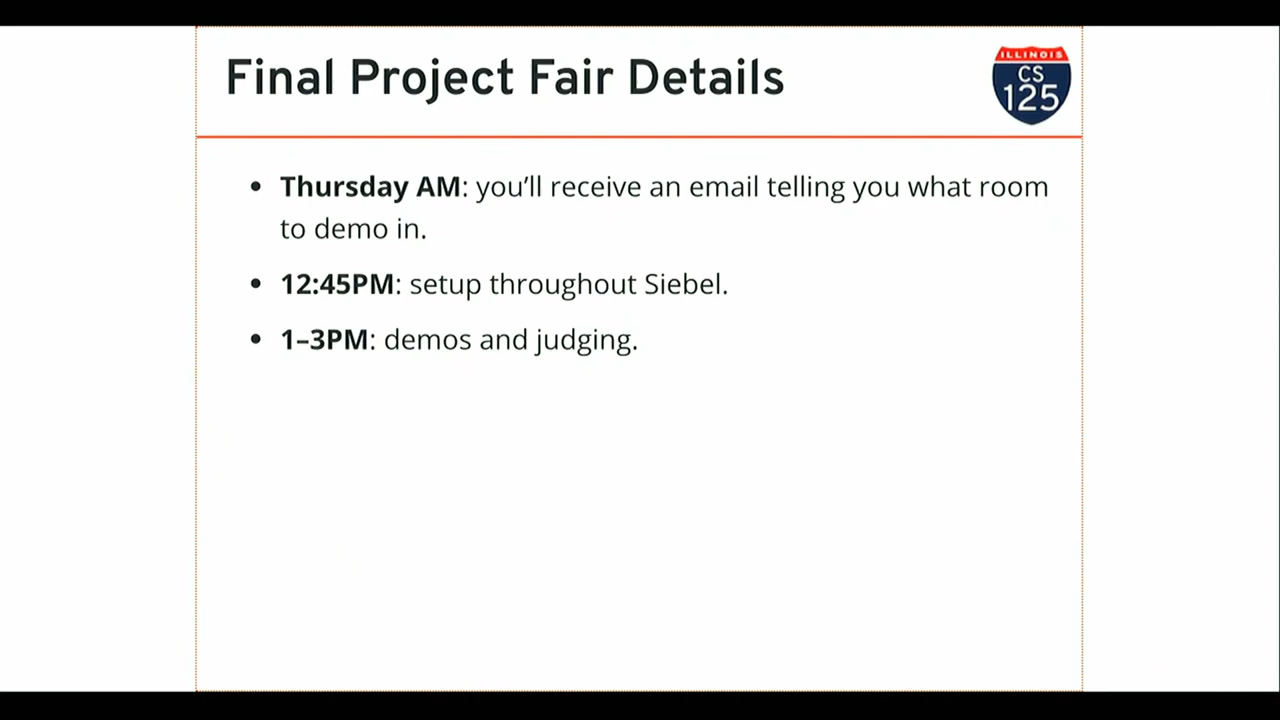 Final Project Fair Details
ILLINOIS
CS
125
• Thursday AM: you’ll receive an email telling you what room
to demo in.
• 12:45PM: setup throughout Siebel.
• 1–3PM: demos and judging.